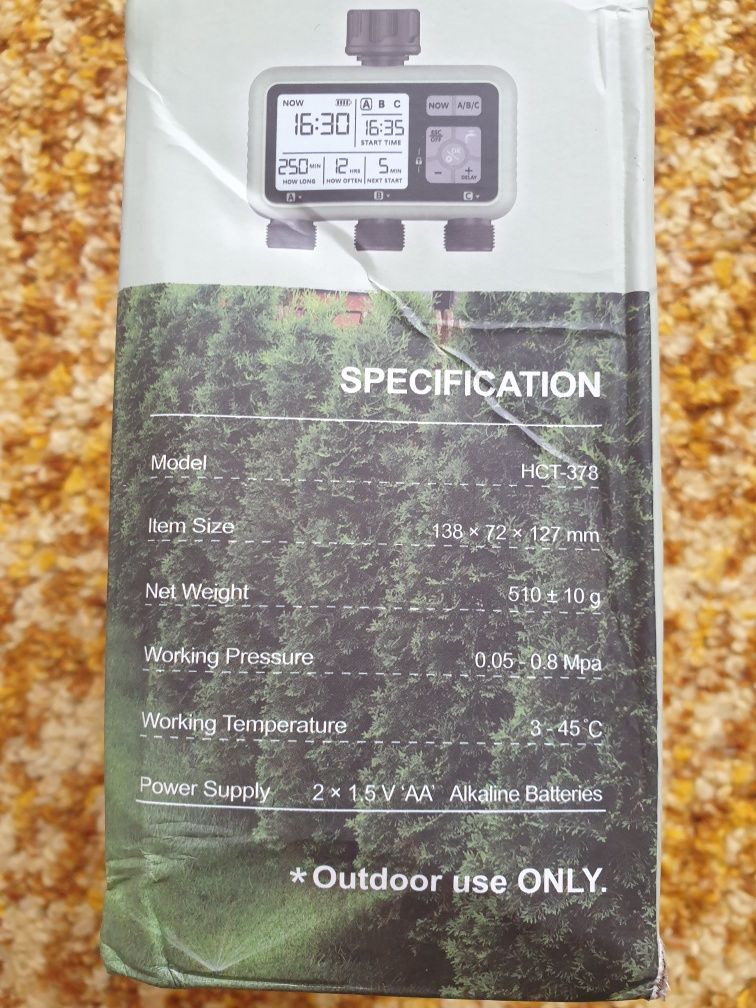 NOW A B C
16:30 16:35
START TIME
250 MIN 12 HRS 5 MIN
HOW LONG HOW OFTEN NEXT START
NOW A/B/C
ESC
OFF
OK
- +
DELAY
A B C
SPECIFICATION
Model HCT-378
Item Size 138 × 72 × 127 mm
Net Weight 510 ± 10 g
Working Pressure 0.05 - 0.8 Mpa
Working Temperature 3 - 45°C
Power Supply 2 × 1.5 V 'AA' Alkaline Batteries
*Outdoor use ONLY.